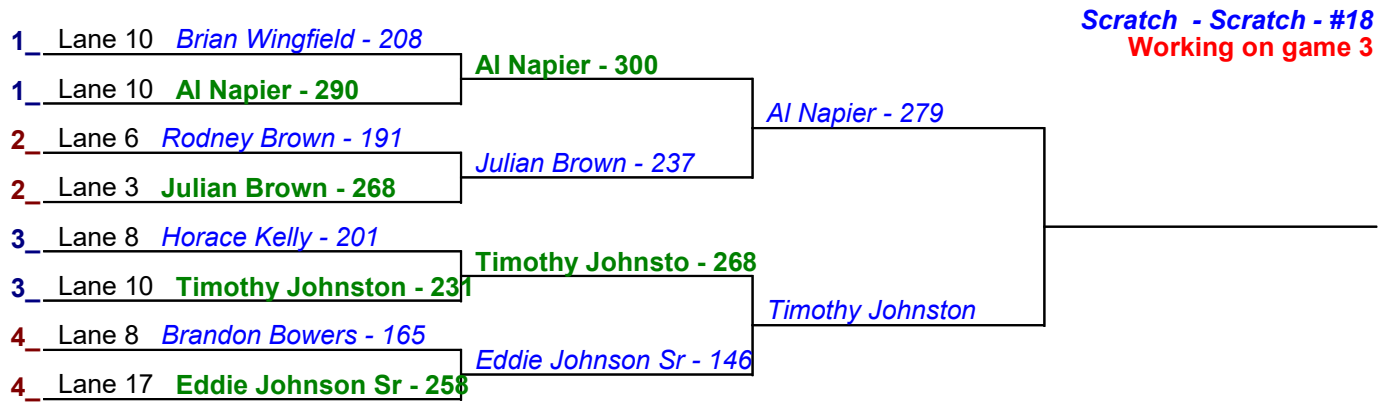 Scratch - Scratch - #18
Working on game 3
1_ Lane 10 Brian Wingfield - 208
1_ Lane 10 Al Napier - 290
2_ Lane 6 Rodney Brown - 191
2_ Lane 3 Julian Brown - 268
3_ Lane 8 Horace Kelly - 201
3_ Lane 10 Timothy Johnston - 231
4_ Lane 8 Brandon Bowers - 165
4_ Lane 17 Eddie Johnson Sr - 258
Al Napier - 300
Julian Brown - 237
Timothy Johnsto - 268
Eddie Johnson Sr - 146
Al Napier - 279
Timothy Johnston